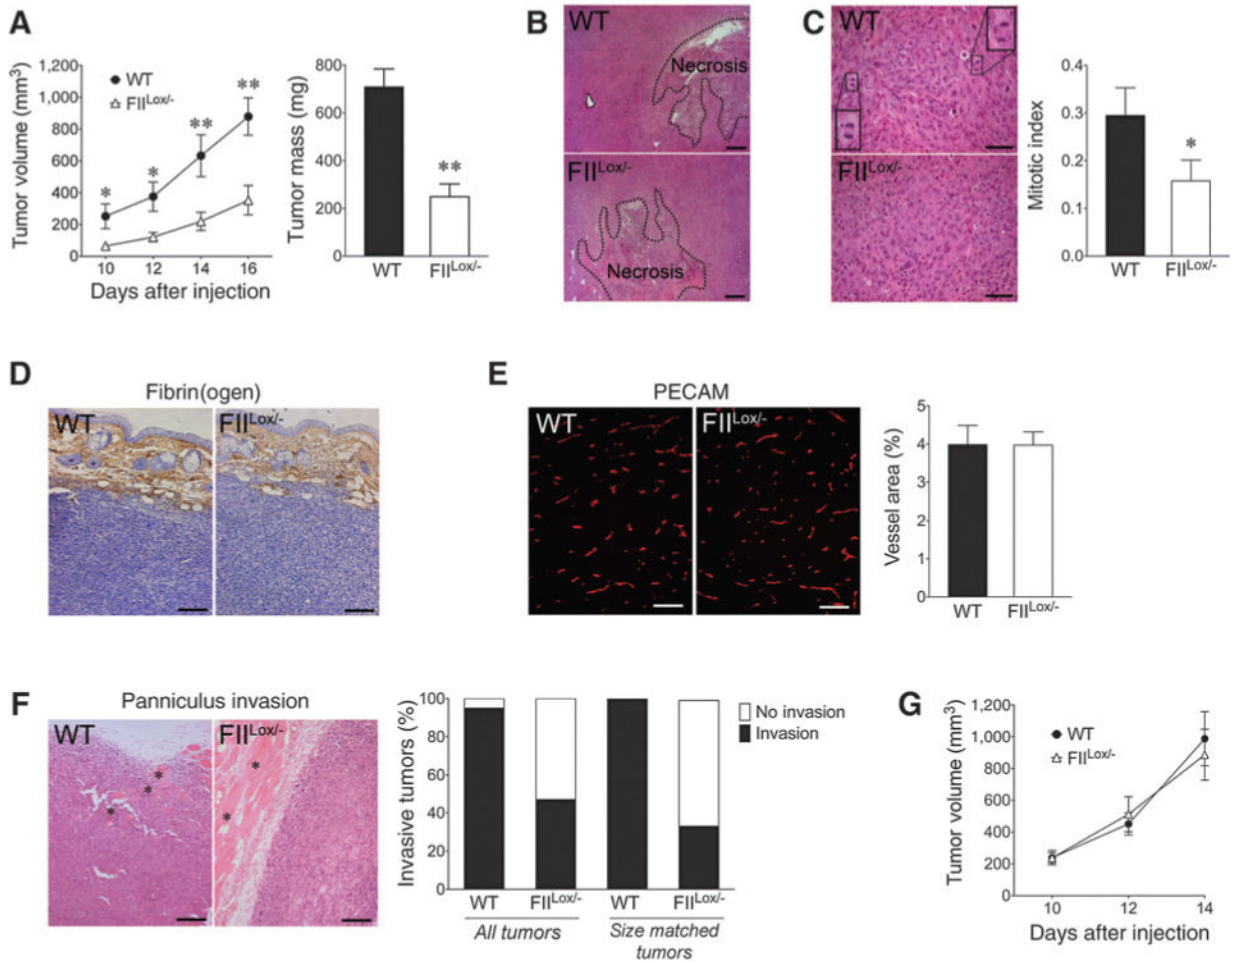 A
Tumor volume (mm³)
1,200
1,000
800
600
400
200
0
WT
FIILox/-
*
*
**
**
10
12
14
16
Days after injection
Tumor mass (mg)
800
600
400
200
0
**
WT
FIILox/-
B
WT
Necrosis
FIILox/-
Necrosis
C
WT
FIILox/-
Mitotic index
0.4
0.3
0.2
0.1
0.0
*
WT
FIILox/-
D
Fibrin(ogen)
WT
FIILox/-
E
PECAM
WT
FIILox/-
Vessel area (%)
5
4
3
2
1
0
WT
FIILox/-
F
Panniculus invasion
WT
*
*
*
FIILox/-
*
*
Invasive tumors (%)
100
80
60
40
20
0
No invasion
Invasion
WT
FIILox/-
WT
FIILox/-
All tumors
Size matched
tumors
G
Tumor volume (mm³)
1,200
1,000
800
600
400
200
0
WT
FIILox/-
10
12
14
Days after injection